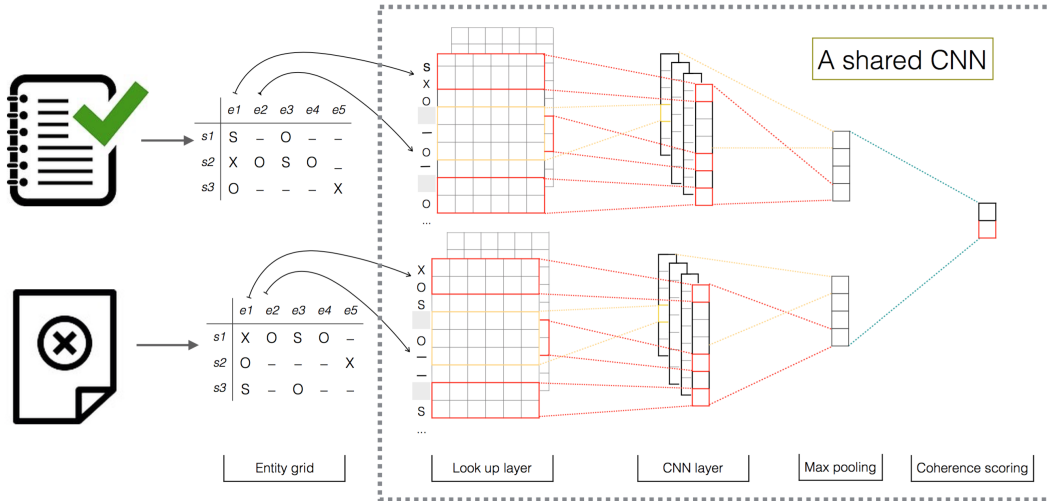 A shared CNN
e1 e2 e3 e4 e5
s1 S – O – –
s2 X O S O –
s3 O – – – X
S
X
O
–
O
–
O
...
e1 e2 e3 e4 e5
s1 X O S O –
s2 O – – – X
s3 S – O – –
X
O
S
O
–
–
S
...
Entity grid
Look up layer
CNN layer
Max pooling
Coherence scoring